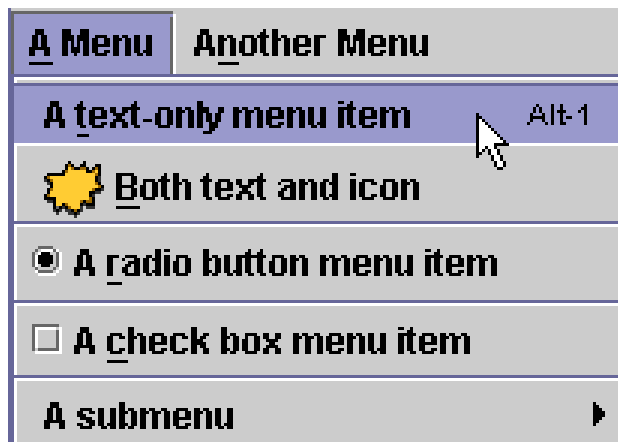 A Menu Another Menu
A text-only menu item Alt-1
Both text and icon
A radio button menu item
A check box menu item
A submenu